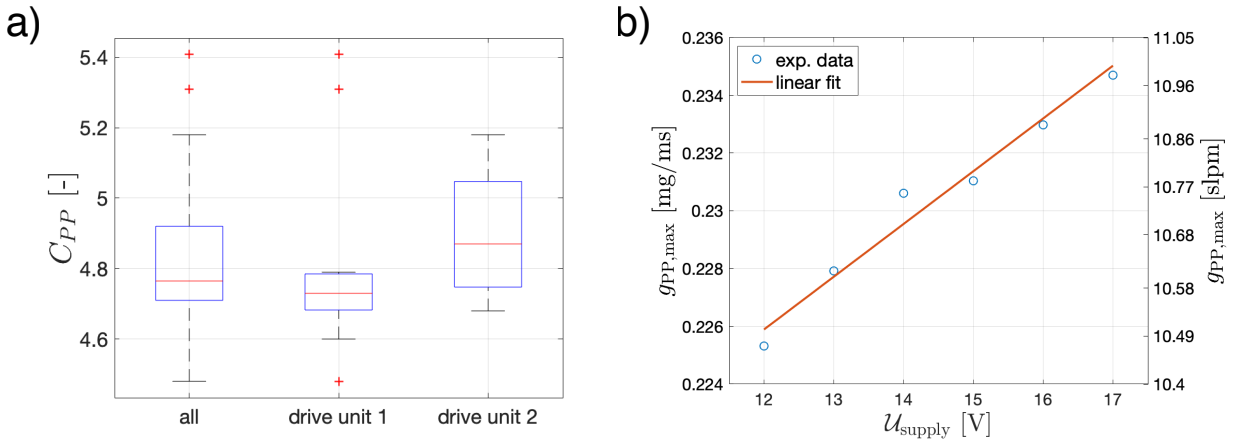 a)
5.4
5.2
5
4.8
4.6
C_PP [-]
all drive unit 1 drive unit 2
b)
0.236
0.234
0.232
0.23
0.228
0.226
0.224
g_PP,max [mg/ms]
exp. data
linear fit
11.05
10.96
10.86
10.77
10.68
10.58
10.49
10.4
g_PP,max [slpm]
12 13 14 15 16 17
U_supply [V]